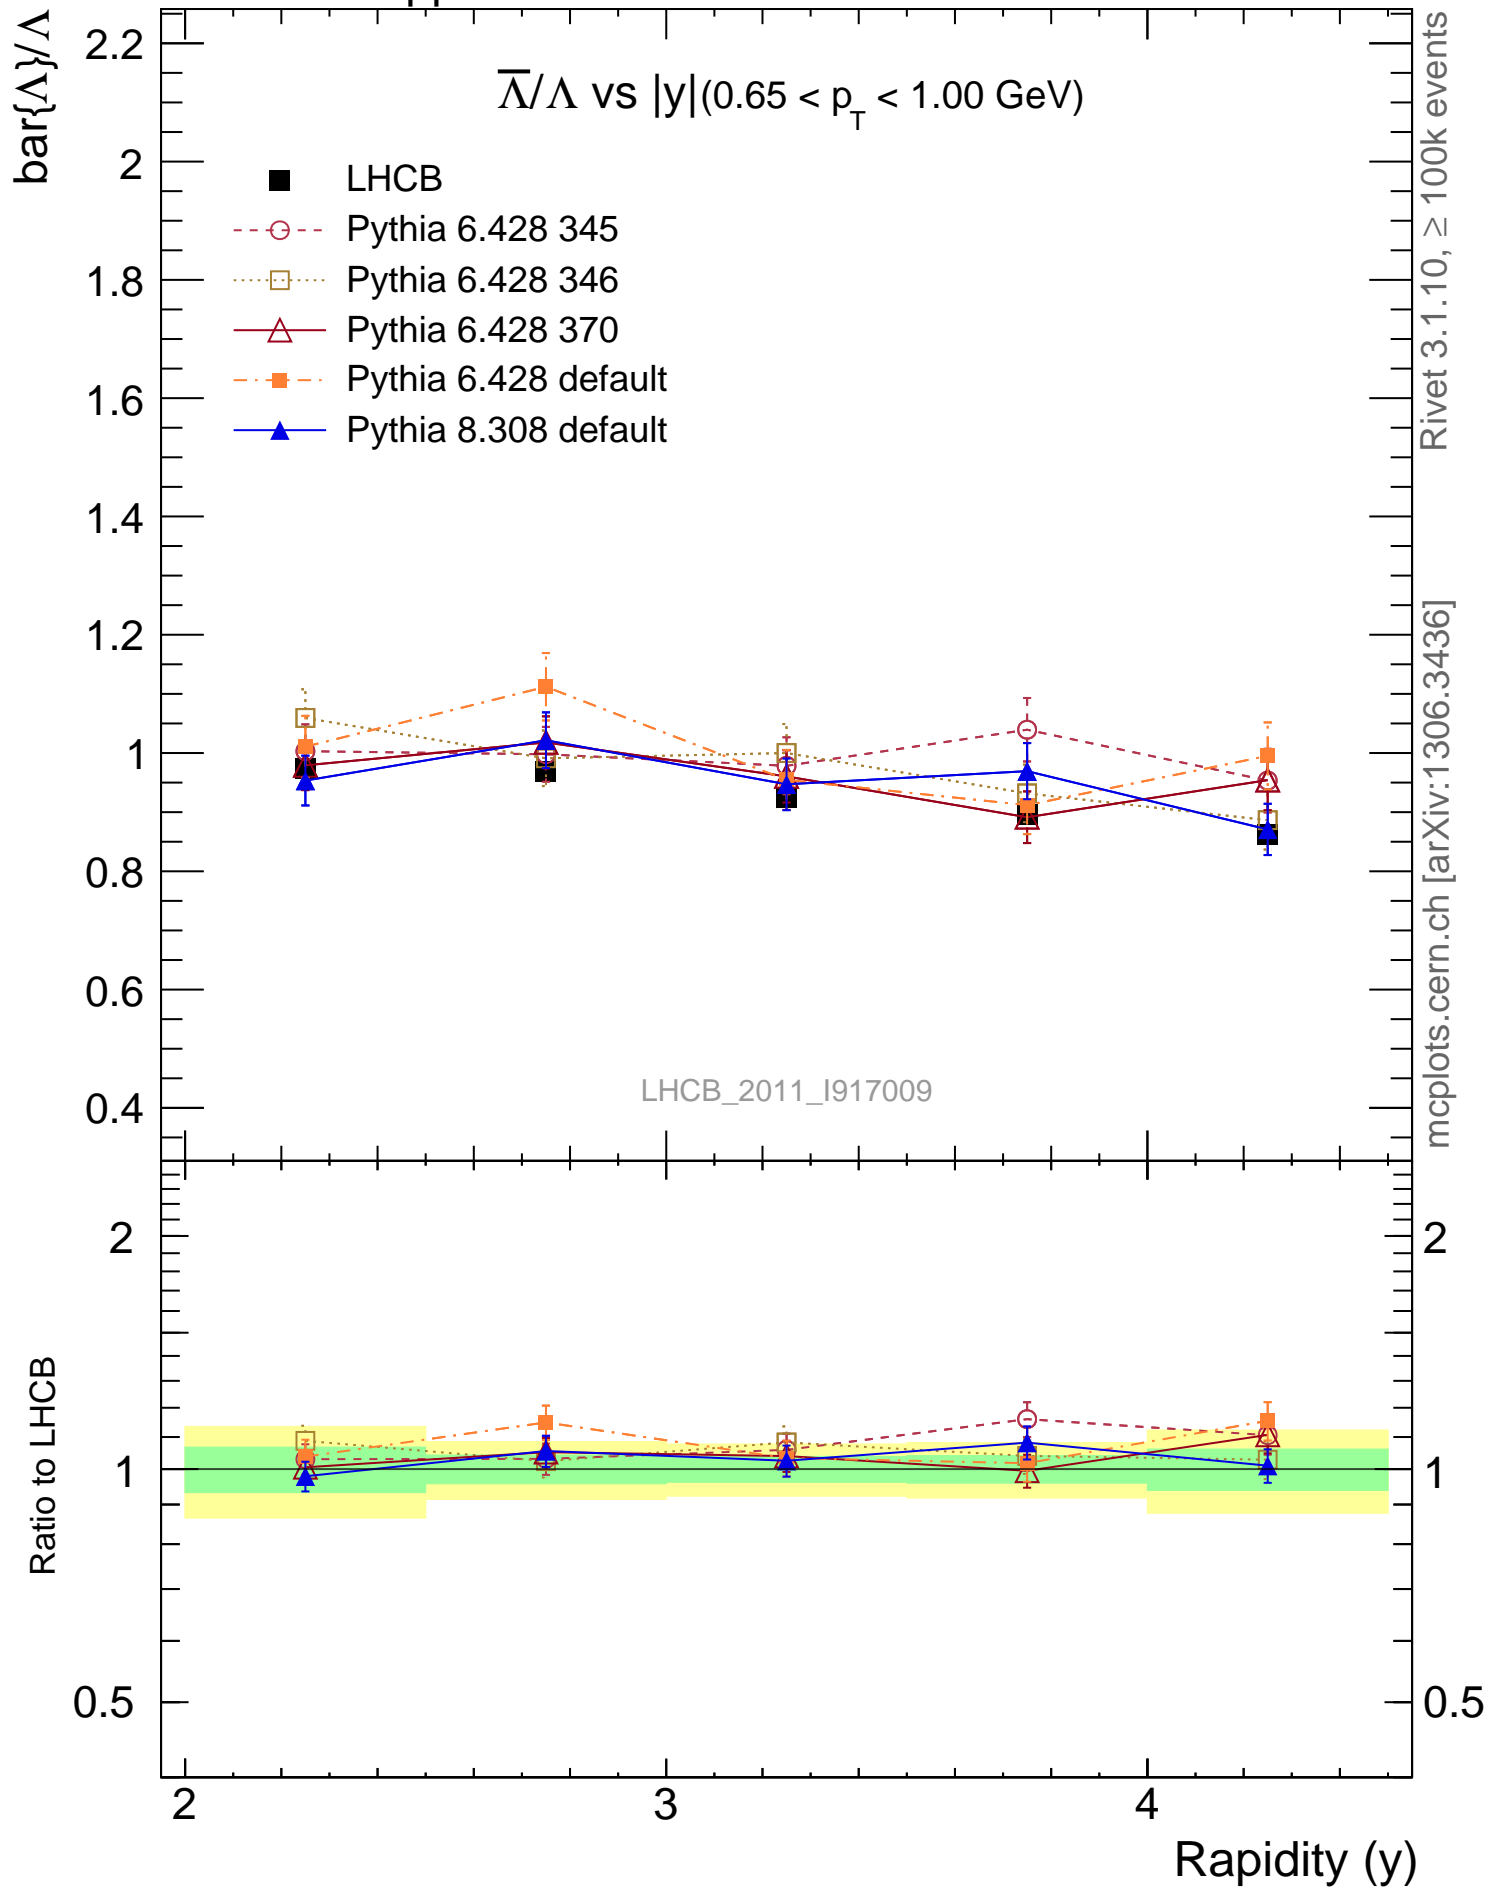 bar{Λ}/Λ
Λ̅/Λ vs |y|(0.65 < p_T < 1.00 GeV)
LHCB
Pythia 6.428 345
Pythia 6.428 346
Pythia 6.428 370
Pythia 6.428 default
Pythia 8.308 default
2.2
2
1.8
1.6
1.4
1.2
1
0.8
0.6
0.4
LHCB_2011_I917009
Rivet 3.1.10, ≥ 100k events
mcplots.cern.ch [arXiv:1306.3436]
Ratio to LHCB
2
1
0.5
2
1
0.5
2
3
4
Rapidity (y)